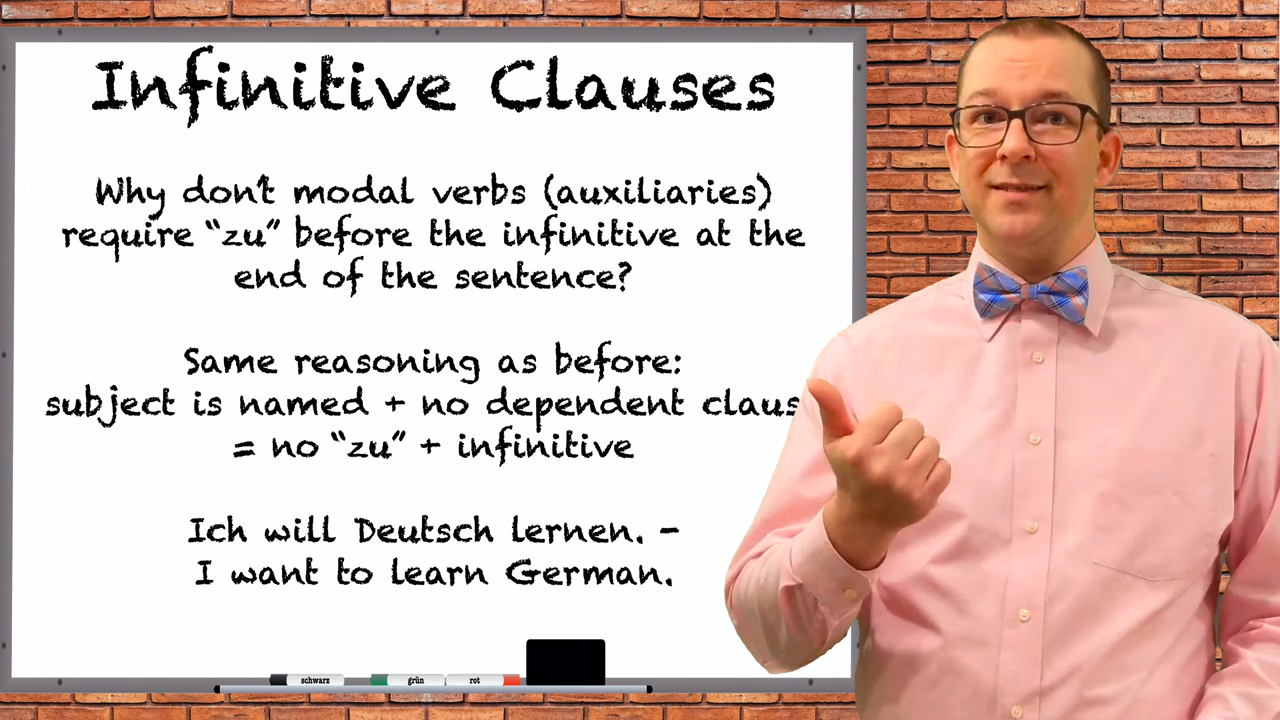 Infinitive Clauses
Why don't modal verbs (auxiliaries)
require “zu” before the infinitive at the
end of the sentence?
Same reasoning as before:
subject is named + no dependent claus
= no “zu” + infinitive
Ich will Deutsch lernen. -
I want to learn German.
schwarz grün rot